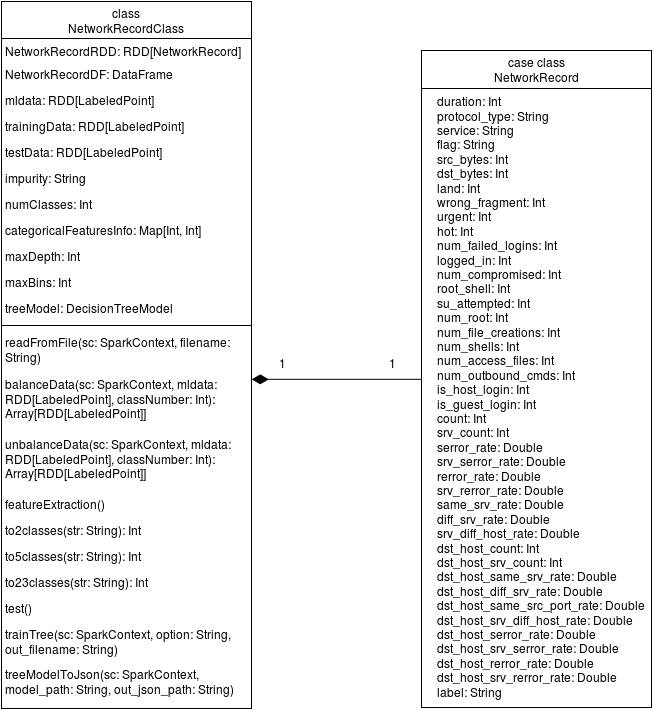 class
NetworkRecordClass
NetworkRecordRDD: RDD[NetworkRecord]
NetworkRecordDF: DataFrame
mldata: RDD[LabeledPoint]
trainingData: RDD[LabeledPoint]
testData: RDD[LabeledPoint]
impurity: String
numClasses: Int
categoricalFeaturesInfo: Map[Int, Int]
maxDepth: Int
maxBins: Int
treeModel: DecisionTreeModel
readFromFile(sc: SparkContext, filename:
String)
balanceData(sc: SparkContext, mldata:
RDD[LabeledPoint], classNumber: Int):
Array[RDD[LabeledPoint]]
unbalanceData(sc: SparkContext, mldata:
RDD[LabeledPoint], classNumber: Int):
Array[RDD[LabeledPoint]]
featureExtraction()
to2classes(str: String): Int
to5classes(str: String): Int
to23classes(str: String): Int
test()
trainTree(sc: SparkContext, option: String,
out_filename: String)
treeModelToJson(sc: SparkContext,
model_path: String, out_json_path: String)
1
1
case class
NetworkRecord
duration: Int
protocol_type: String
service: String
flag: String
src_bytes: Int
dst_bytes: Int
land: Int
wrong_fragment: Int
urgent: Int
hot: Int
num_failed_logins: Int
logged_in: Int
num_compromised: Int
root_shell: Int
su_attempted: Int
num_root: Int
num_file_creations: Int
num_shells: Int
num_access_files: Int
num_outbound_cmds: Int
is_host_login: Int
is_guest_login: Int
count: Int
srv_count: Int
serror_rate: Double
srv_serror_rate: Double
rerror_rate: Double
srv_rerror_rate: Double
same_srv_rate: Double
diff_srv_rate: Double
srv_diff_host_rate: Double
dst_host_count: Int
dst_host_srv_count: Int
dst_host_same_srv_rate: Double
dst_host_diff_srv_rate: Double
dst_host_same_src_port_rate: Double
dst_host_srv_diff_host_rate: Double
dst_host_serror_rate: Double
dst_host_srv_serror_rate: Double
dst_host_rerror_rate: Double
dst_host_srv_rerror_rate: Double
label: String